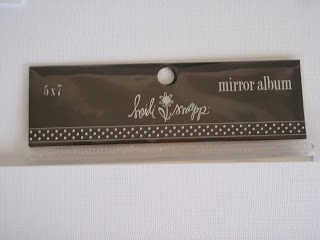 5x7
mirror album
heidi swapp